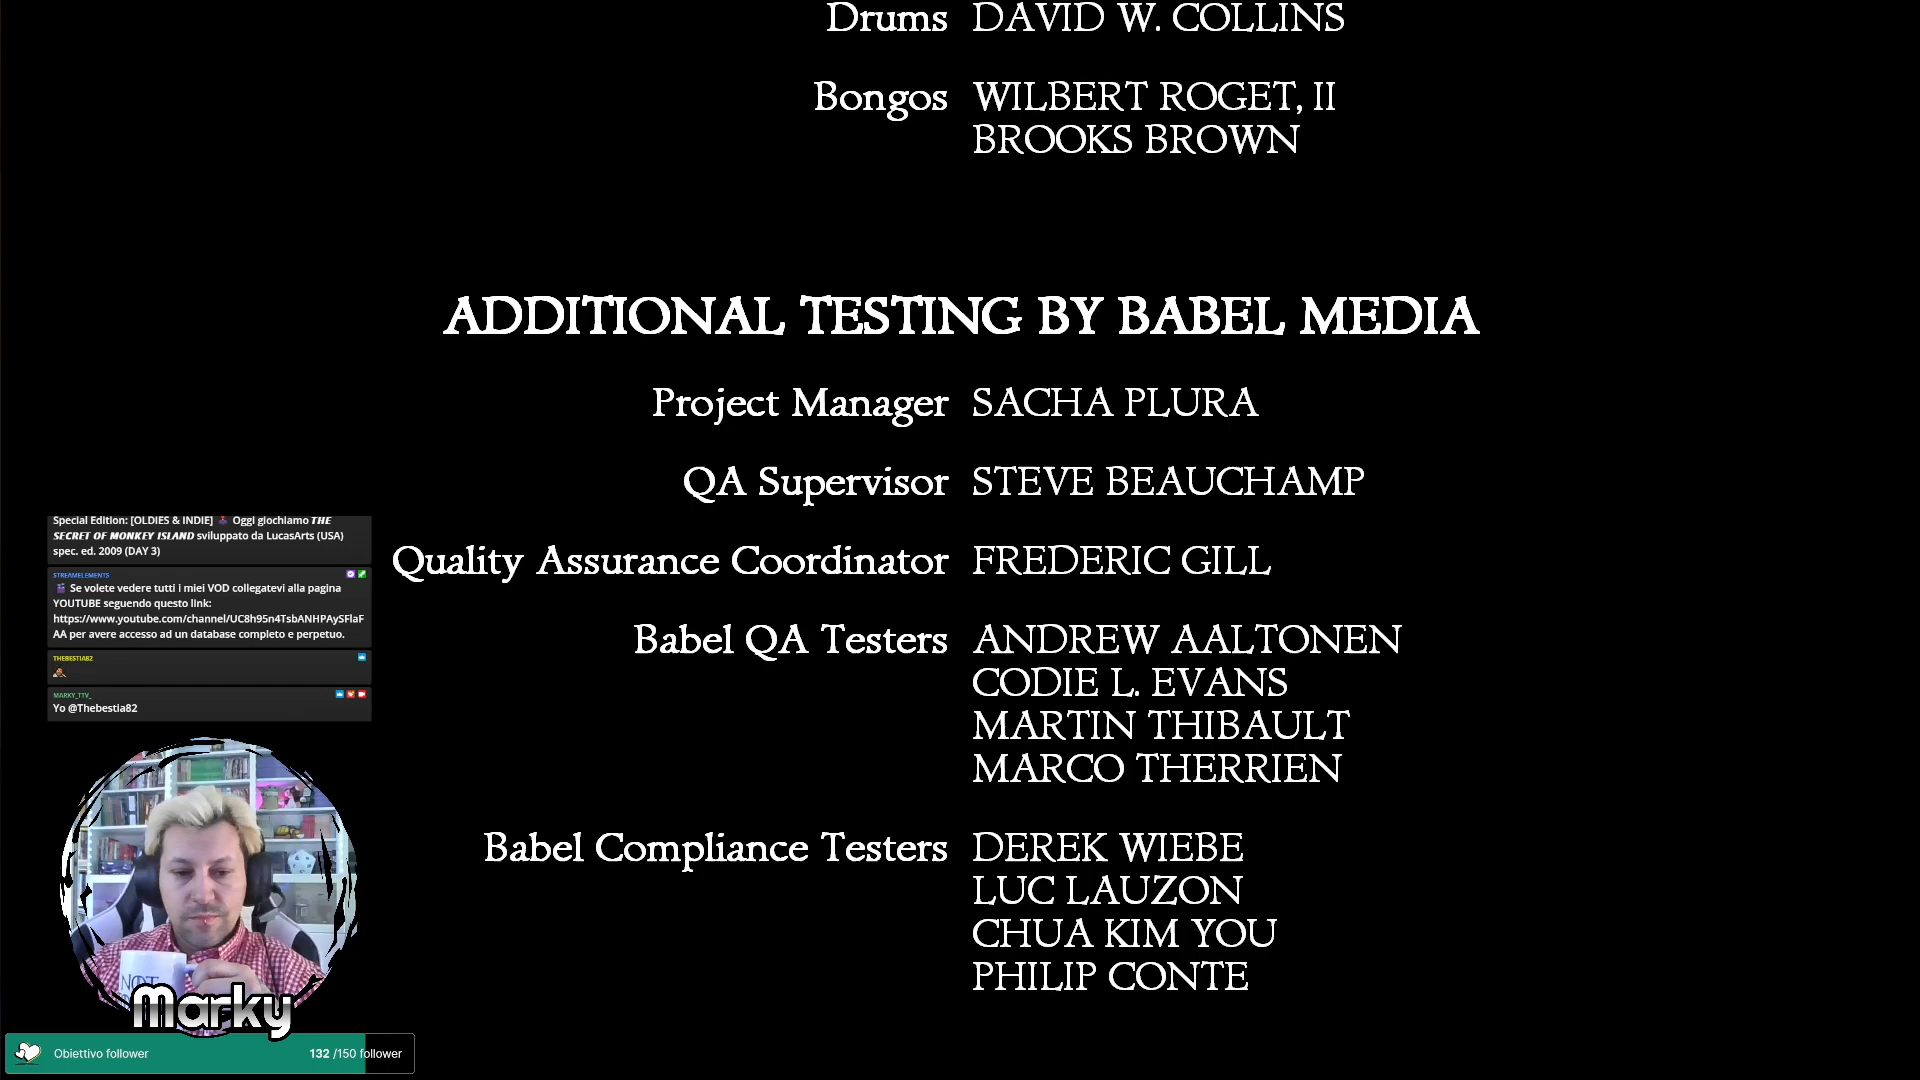 Drums DAVID W. COLLINS
Bongos WILBERT ROGET, II
BROOKS BROWN
ADDITIONAL TESTING BY BABEL MEDIA
Project Manager SACHA PLURA
QA Supervisor STEVE BEAUCHAMP
Quality Assurance Coordinator FREDERIC GILL
Babel QA Testers ANDREW AALTONEN
CODIE L. EVANS
MARTIN THIBAULT
MARCO THERRIEN
Babel Compliance Testers DEREK WIEBE
LUC LAUZON
CHUA KIM YOU
PHILIP CONTE
Special Edition: [OLDIES & INDIE] Oggi giochiamo THE
SECRET OF MONKEY ISLAND sviluppato da LucasArts (USA)
spec. ed. 2009 (DAY 3)
STREAMELEMENTS
Se volete vedere tutti i miei VOD collegatevi alla pagina
YOUTUBE seguendo questo link:
https://www.youtube.com/channel/UC8h95n4TsbANHPAySFlaF
AA per avere accesso ad un database completo e perpetuo.
THEBESTIA82
MARKY_TTV_
Yo @Thebestia82
NOT
Marky
Obiettivo follower 132 /150 follower